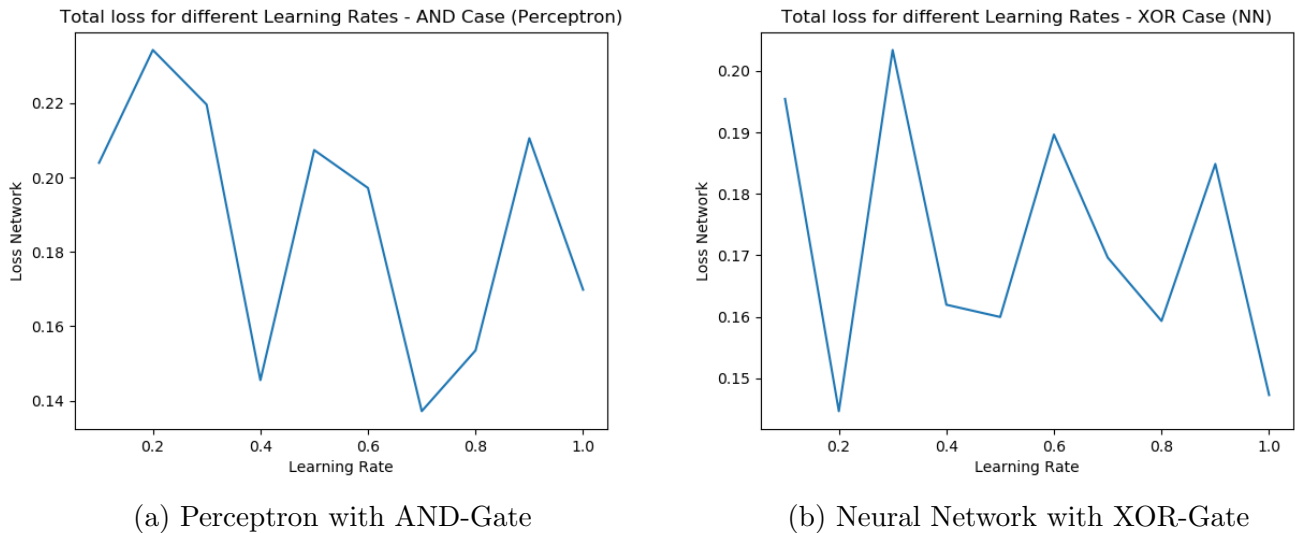 Total loss for different Learning Rates - AND Case (Perceptron)
0.22
0.20
0.18
0.16
0.14
Loss Network
0.2 0.4 0.6 0.8 1.0
Learning Rate
(a) Perceptron with AND-Gate
Total loss for different Learning Rates - XOR Case (NN)
0.20
0.19
0.18
0.17
0.16
0.15
Loss Network
0.2 0.4 0.6 0.8 1.0
Learning Rate
(b) Neural Network with XOR-Gate